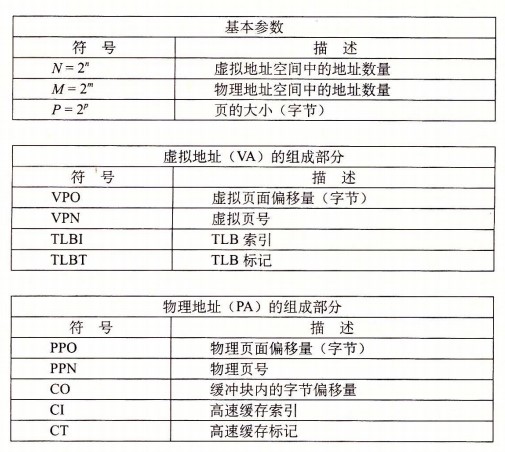 基本参数
符 号 描 述
N = 2ⁿ 虚拟地址空间中的地址数量
M = 2ᵐ 物理地址空间中的地址数量
P = 2ᵖ 页的大小（字节）
虚拟地址（VA）的组成部分
符 号 描 述
VPO 虚拟页面偏移量（字节）
VPN 虚拟页号
TLBI TLB 索引
TLBT TLB 标记
物理地址（PA）的组成部分
符 号 描 述
PPO 物理页面偏移量（字节）
PPN 物理页号
CO 缓冲块内的字节偏移量
CI 高速缓存索引
CT 高速缓存标记